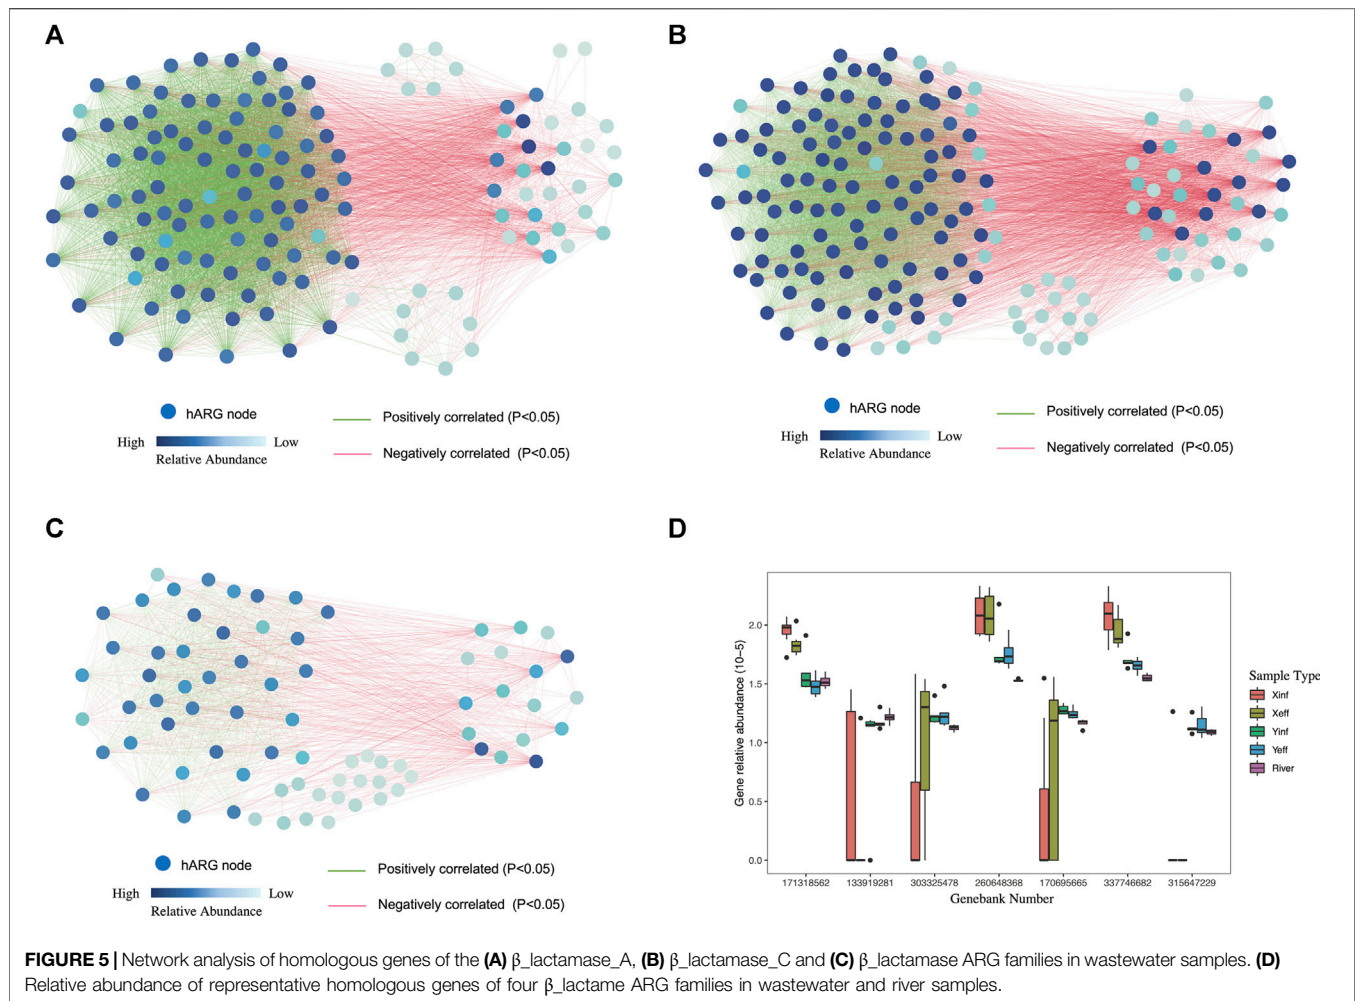 A
B
hARG node
High
Low
Relative Abundance
Positively correlated (P<0.05)
Negatively correlated (P<0.05)
hARG node
High
Low
Relative Abundance
Positively correlated (P<0.05)
Negatively correlated (P<0.05)
C
D
hARG node
High
Low
Relative Abundance
Positively correlated (P<0.05)
Negatively correlated (P<0.05)
Gene relative abundance (10−5)
2.0
1.5
1.0
0.5
0.0
171318562
133919281
303325478
260648368
170695665
337746682
315647229
Genebank Number
Sample Type
Xinf
Xeff
Yinf
Yeff
River
FIGURE 5 | Network analysis of homologous genes of the (A) β_lactamase_A, (B) β_lactamase_C and (C) β_lactamase ARG families in wastewater samples. (D)
Relative abundance of representative homologous genes of four β_lactame ARG families in wastewater and river samples.